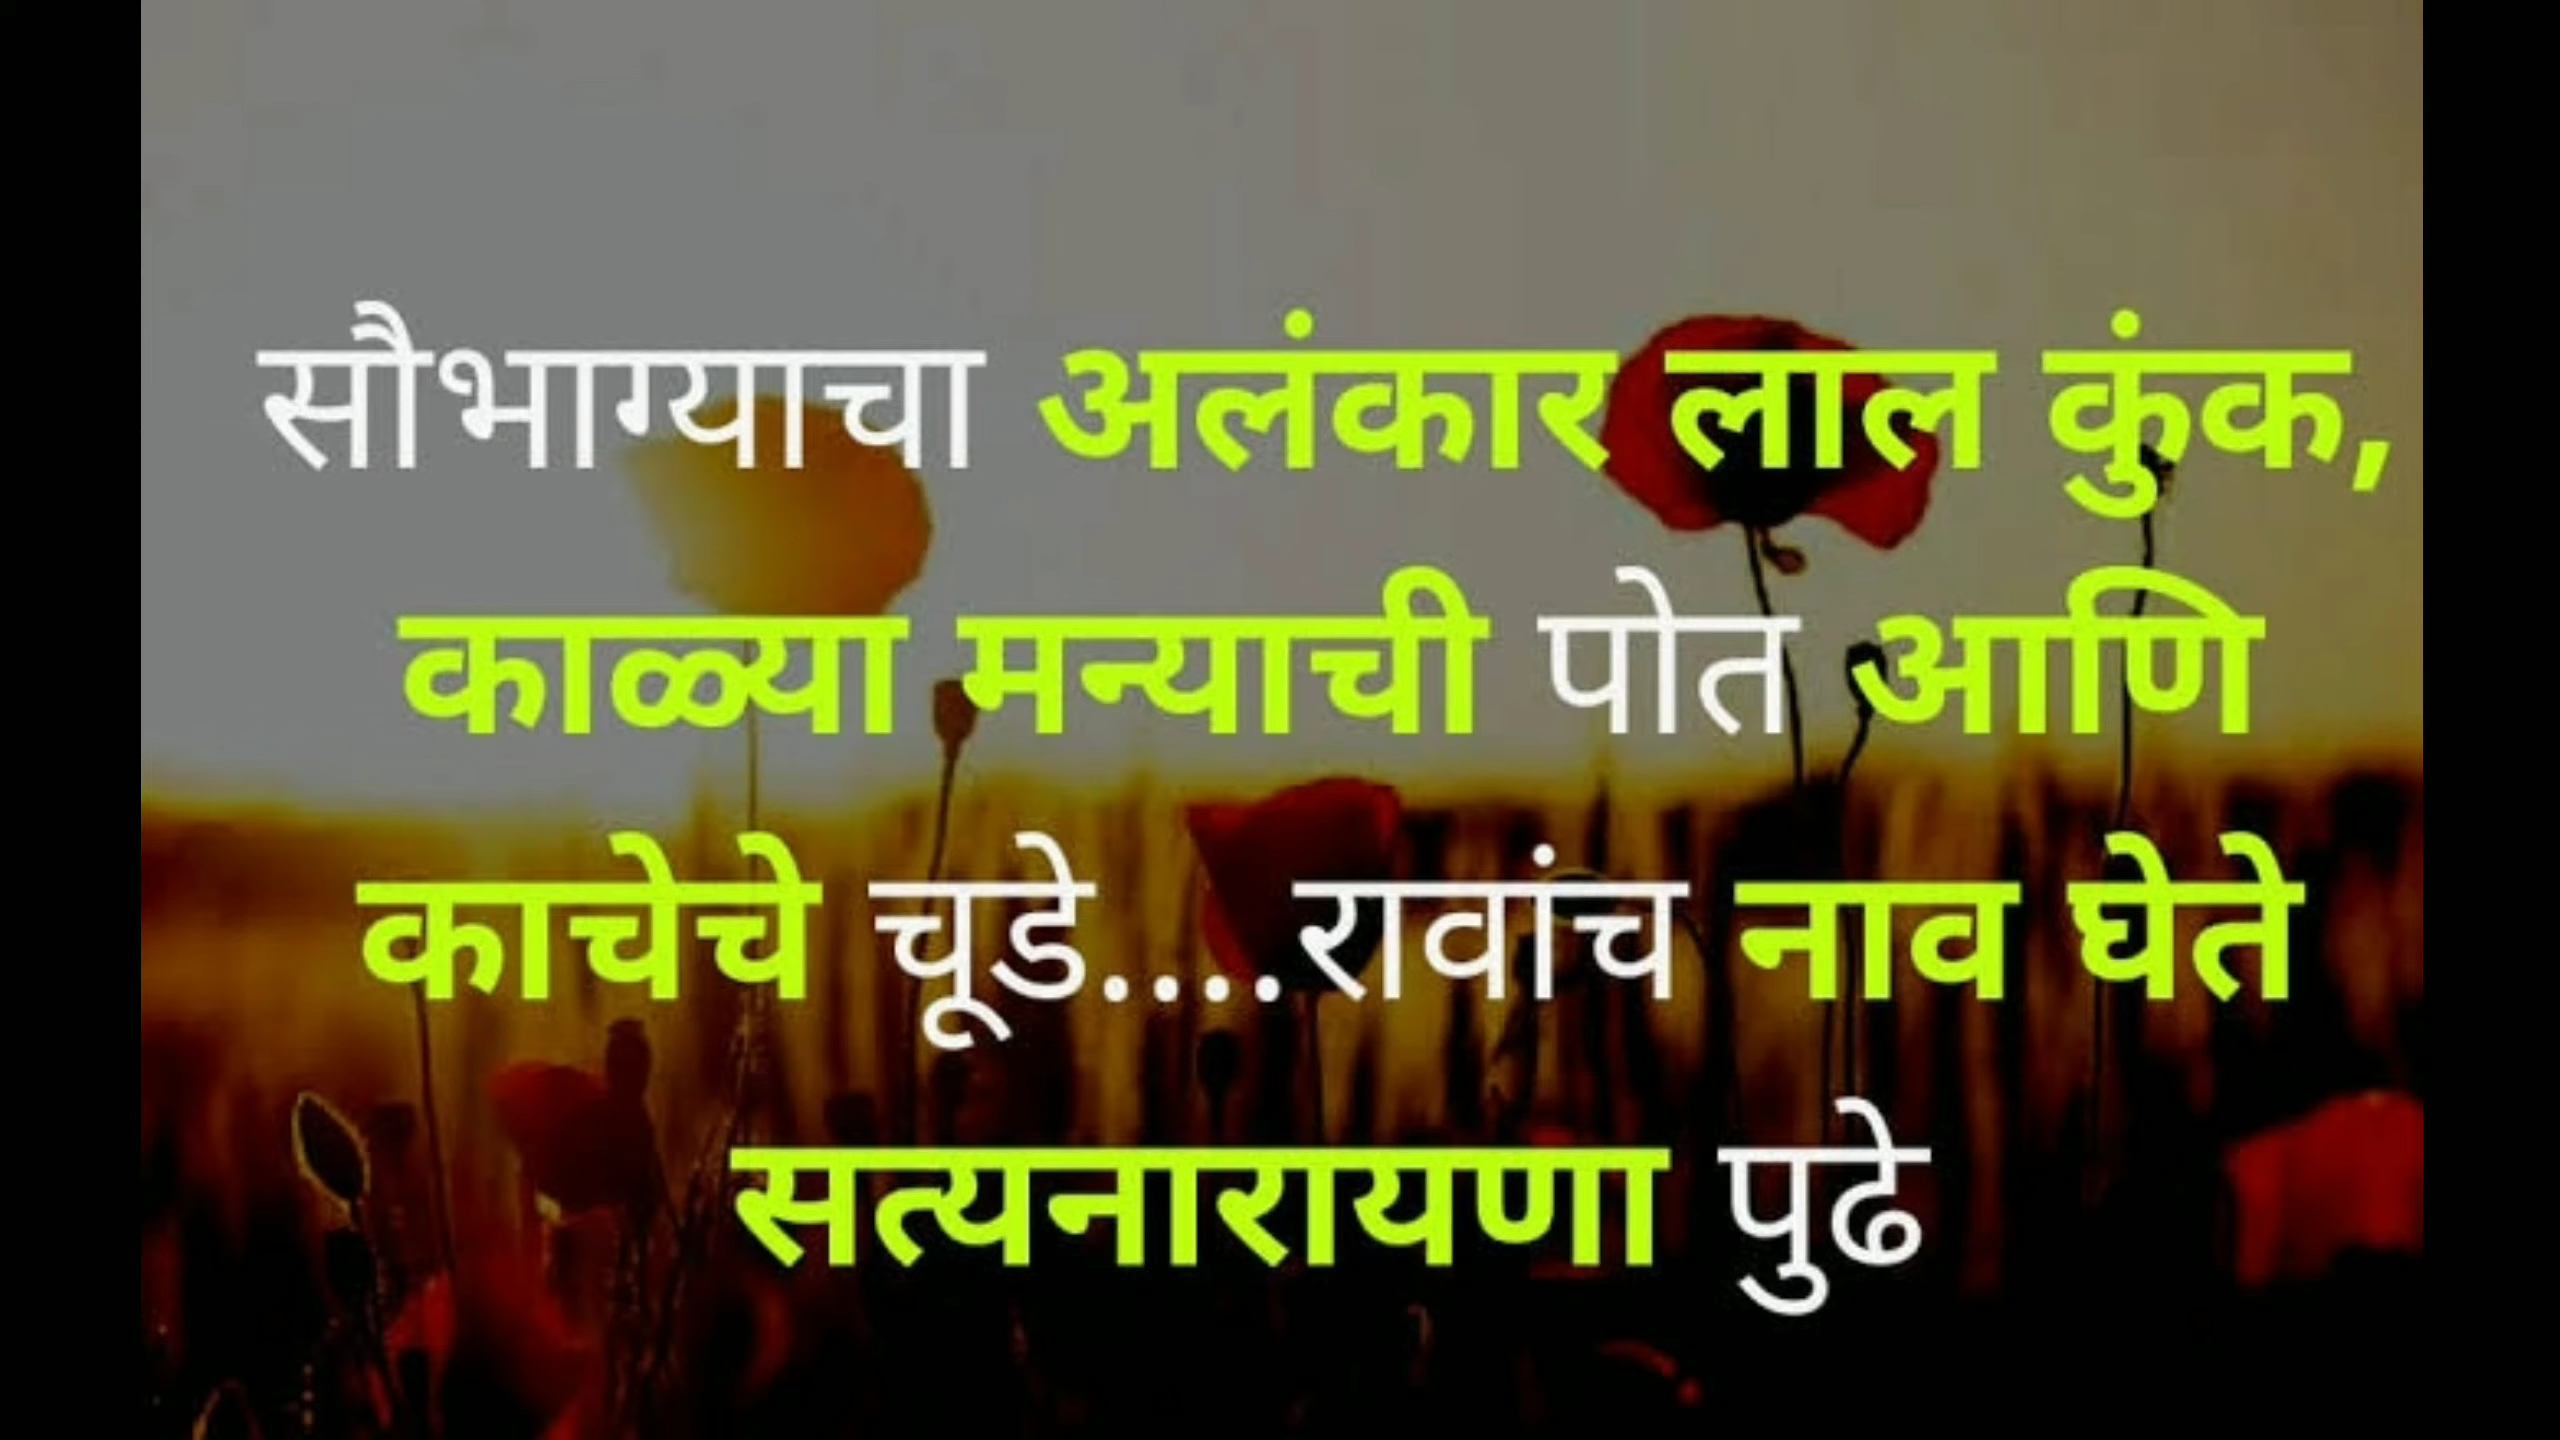 सौभाग्याचा अलंकार लाल कुंक,
काळ्या मन्याची पोत आणि
काचेचे चूडे....रावांच नाव घेते
सत्यनारायणा पुढे